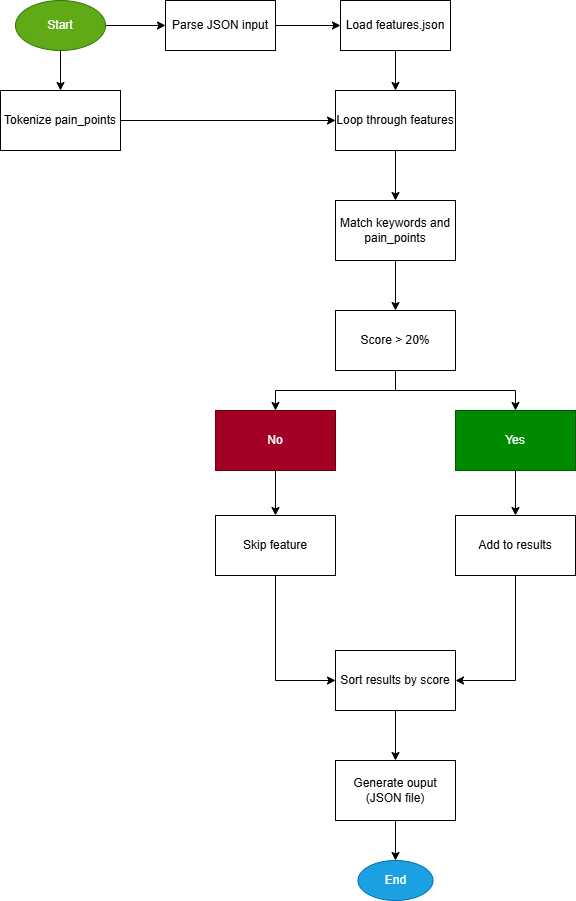 Start
Parse JSON input
Load features.json
Tokenize pain_points
Loop through features
Match keywords and
pain_points
Score > 20%
No
Yes
Skip feature
Add to results
Sort results by score
Generate ouput
(JSON file)
End